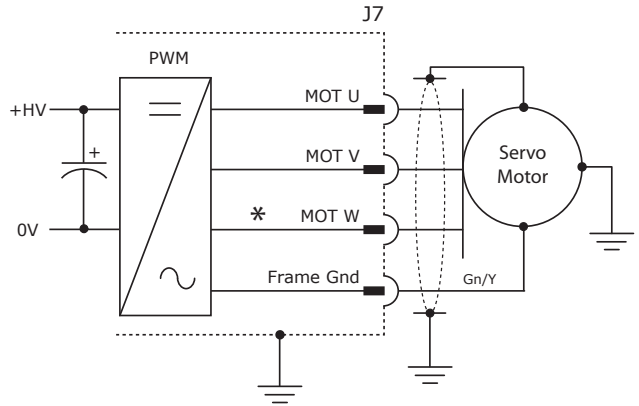 J7
PWM
+HV
MOT U
+
MOT V
Servo
Motor
0V
*
MOT W
Frame Gnd
Gn/Y